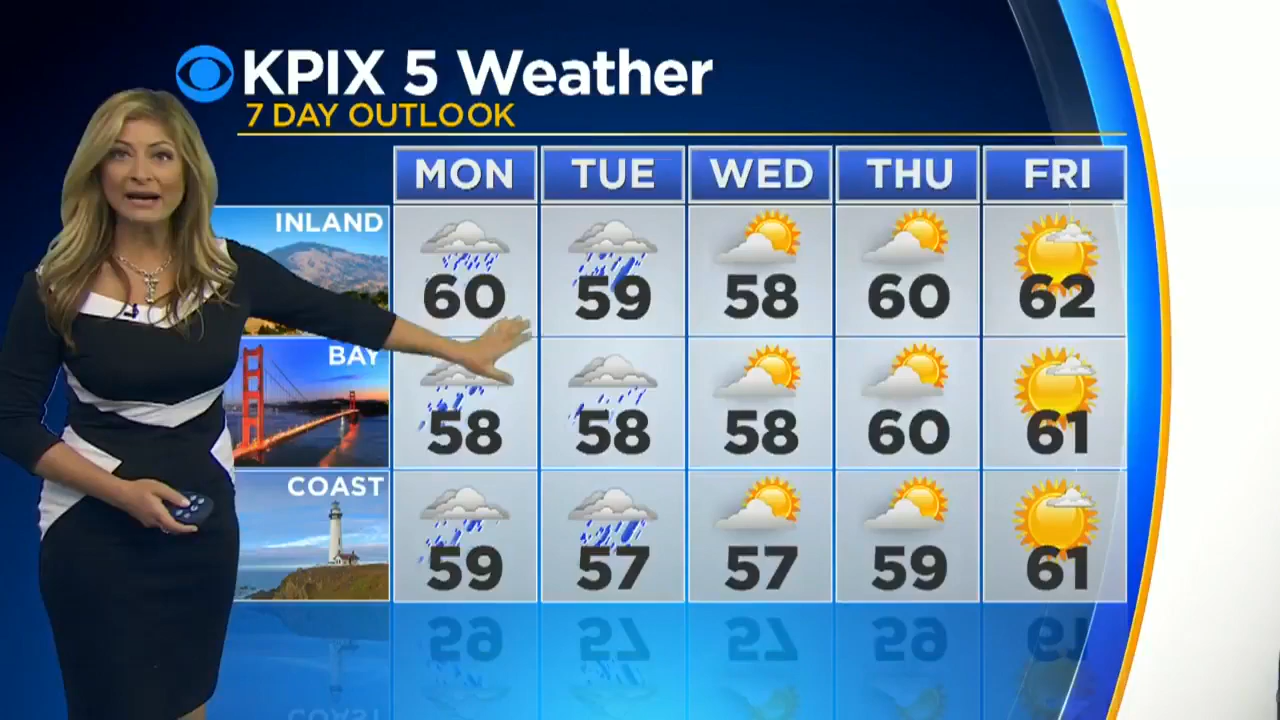 KPIX 5 Weather
7 DAY OUTLOOK
MON TUE WED THU FRI
INLAND
60 59 58 60 62
BAY
58 58 58 60 61
COAST
59 57 57 59 61